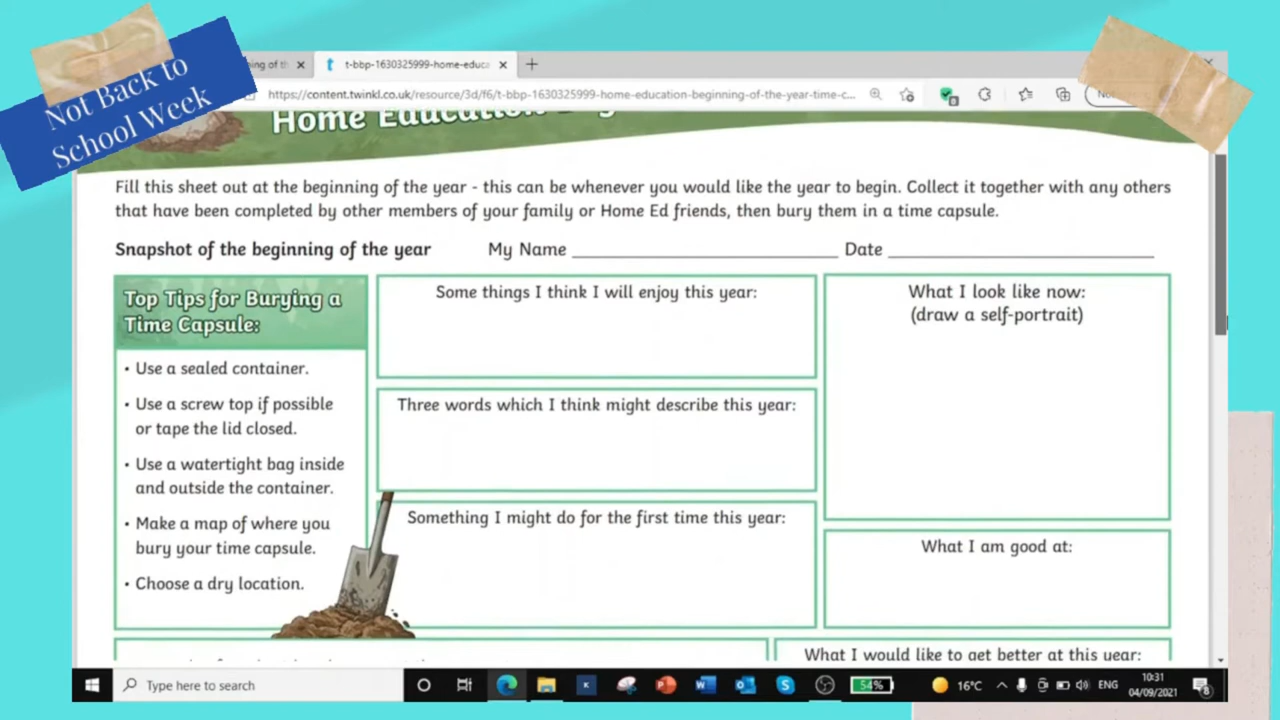 Not Back to
School Week
t-bbp-1630325999-home-educa
https://content.twinkl.co.uk/resource/3d/f6/t-bbp-1630325999-home-education-beginning-of-the-year-time-c...
Home Education
Fill this sheet out at the beginning of the year - this can be whenever you would like the year to begin. Collect it together with any others
that have been completed by other members of your family or Home Ed friends, then bury them in a time capsule.
Snapshot of the beginning of the year My Name Date
Top Tips for Burying a
Time Capsule:
• Use a sealed container.
• Use a screw top if possible
or tape the lid closed.
• Use a watertight bag inside
and outside the container.
• Make a map of where you
bury your time capsule.
• Choose a dry location.
Some things I think I will enjoy this year:
Three words which I think might describe this year:
Something I might do for the first time this year:
What I look like now:
(draw a self-portrait)
What I am good at:
What I would like to get better at this year:
Type here to search
54%
16°C
ENG
10:31
04/09/2021